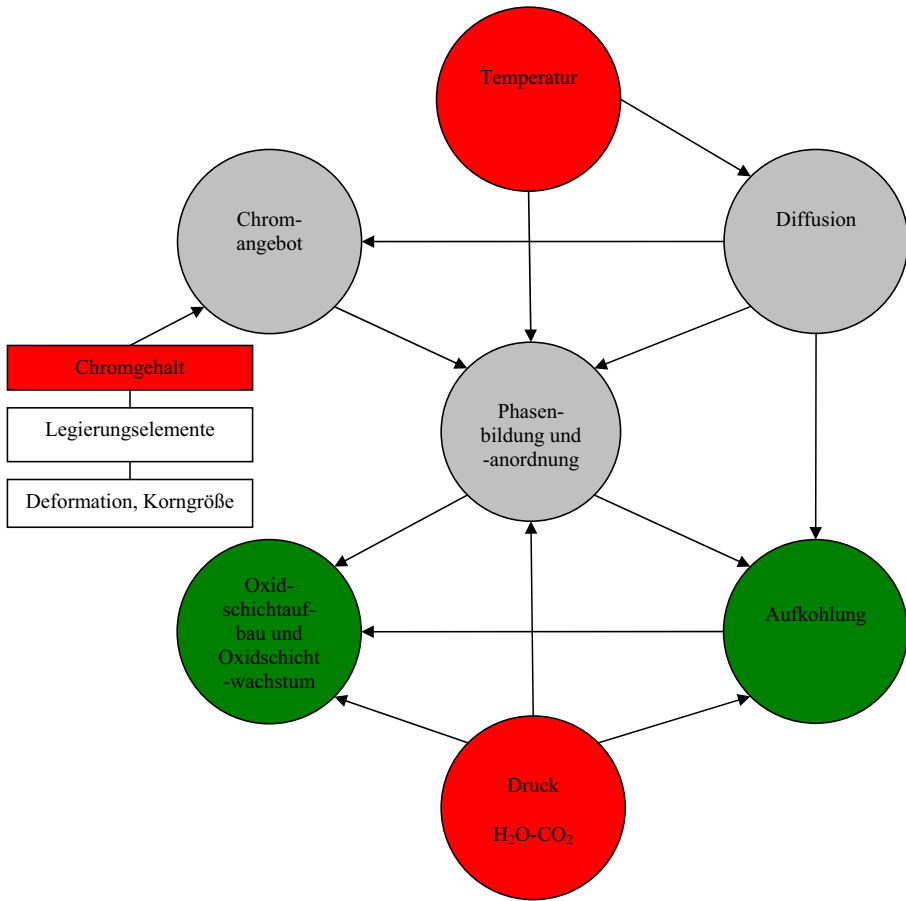 Temperatur
Chrom-
angebot
Diffusion
Chromgehalt
Legierungselemente
Deformation, Korngröße
Phasen-
bildung und
-anordnung
Oxid-
schichtauf-
bau und
Oxidschicht
-wachstum
Aufkohlung
Druck
H₂O-CO₂